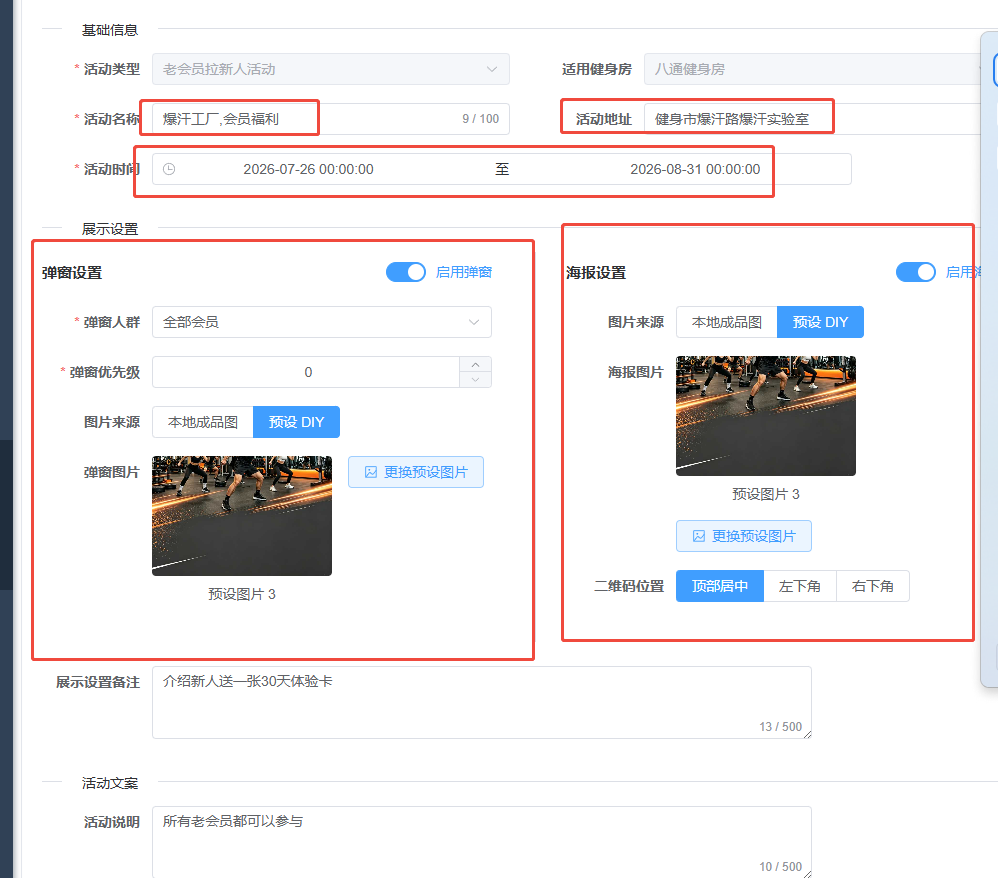 基础信息
* 活动类型 老会员拉新人活动 适用健身房 八通健身房
* 活动名称 爆汗工厂,会员福利 9 / 100 活动地址 健身市爆汗路爆汗实验室
* 活动时间 2026-07-26 00:00:00 至 2026-08-31 00:00:00
展示设置
弹窗设置 启用弹窗
* 弹窗人群 全部会员
* 弹窗优先级 0
图片来源 本地成品图 预设 DIY
弹窗图片 更换预设图片
预设图片 3
海报设置 启用海
图片来源 本地成品图 预设 DIY
海报图片
预设图片 3
更换预设图片
二维码位置 顶部居中 左下角 右下角
展示设置备注 介绍新人送一张30天体验卡
13 / 500
活动文案
活动说明 所有老会员都可以参与
10 / 500